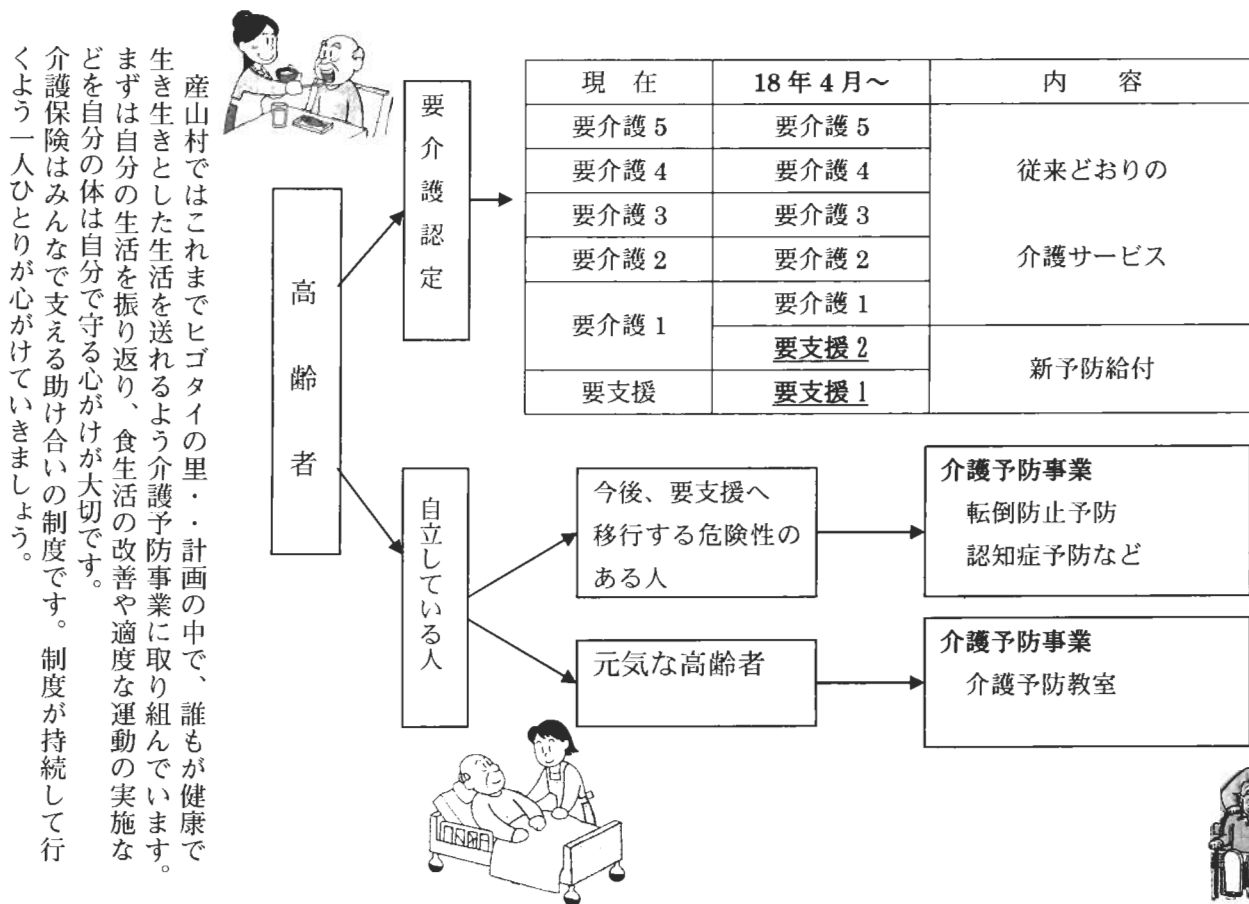 現 在 18年4月～ 内 容
要介護5 要介護5
要介護4 要介護4
要介護3 要介護3
要介護2 要介護2
要介護1 要介護1
要支援2
要支援 要支援1
従来どおりの
介護サービス
新予防給付
高齢者
要介護認定
自立している人
今後、要支援へ
移行する危険性の
ある人
元気な高齢者
介護予防事業
転倒防止予防
認知症予防など
介護予防事業
介護予防教室
産山村ではこれまでヒゴタイの里・・計画の中で、誰もが健康で
生き生きとした生活を送れるよう介護予防事業に取り組んでいます。
まずは自分の生活を振り返り、食生活の改善や適度な運動の実施な
どを自分の体は自分で守る心がけが大切です。
介護保険はみんなで支える助け合いの制度です。制度が持続して行
くよう一人ひとりが心がけていきましょう。